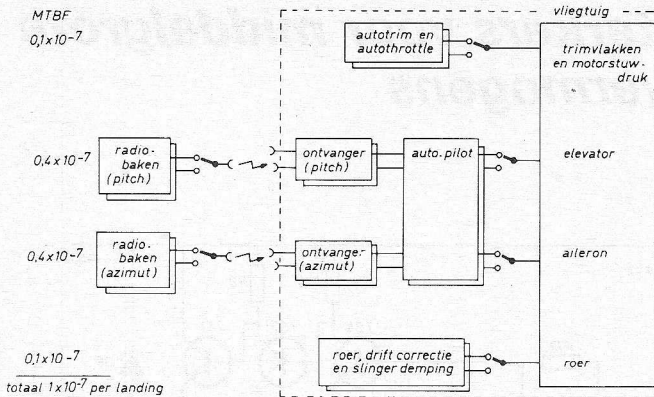 MTBF
0,1x10⁻⁷
vliegtuig
autotrim en
autothrottle
trimvlakken
en motorstuw-
druk
0,4x10⁻⁷
radio-
baken
(pitch)
ontvanger
(pitch)
auto.pilot
elevator
0,4x10⁻⁷
radio.
baken
(azimut)
ontvanger
(azimut)
aileron
0,1x10⁻⁷
totaal 1x10⁻⁷ per landing
roer, drift correctie
en slinger demping
roer